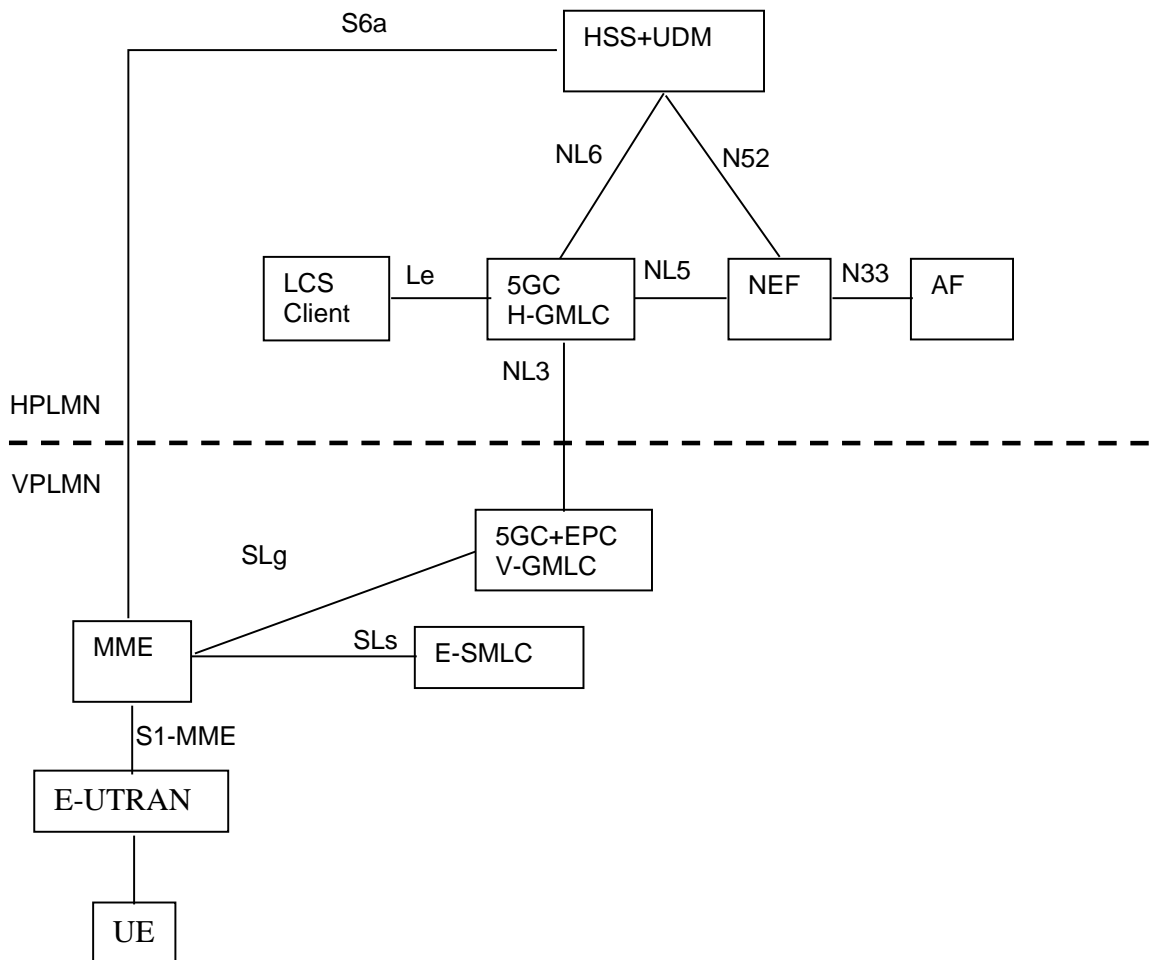 S6a
HSS+UDM
NL6
N52
LCS
Client
Le
5GC
H-GMLC
NL5
NEF
N33
AF
NL3
HPLMN
VPLMN
5GC+EPC
V-GMLC
SLg
MME
SLs
E-SMLC
S1-MME
E-UTRAN
UE